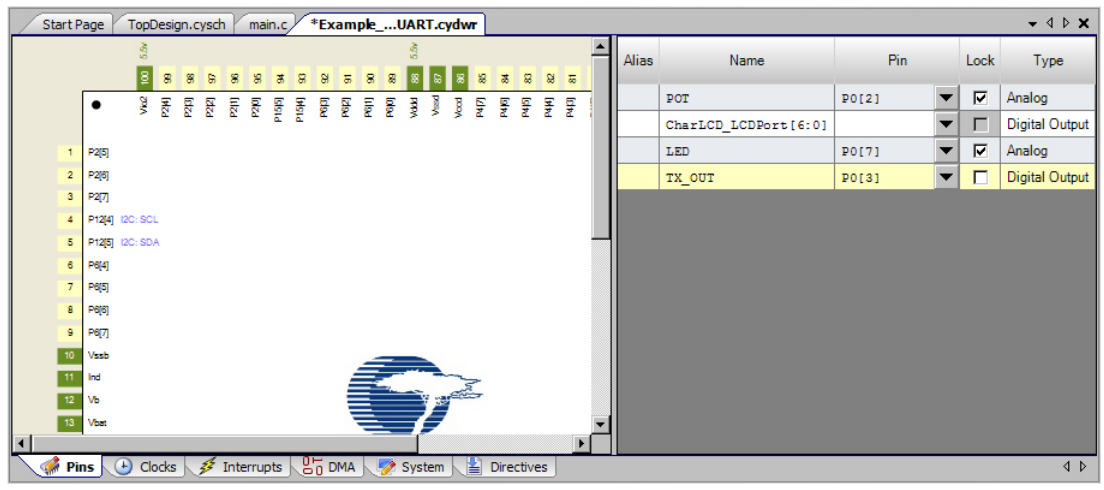 Start Page TopDesign.cysch main.c *Example_...UART.cydwr
5.5v 5.5v
100 99 98 97 96 95 94 93 92 91 90 89 88 87 86 85 84 83 82 81
Vio2 P2[4] P2[3] P2[2] P2[1] P2[0] P15[5] P15[4] P6[3] P6[2] P6[1] P6[0] Vddd Vssd Vccd P4[7] P4[6] P4[5] P4[4] P4[3]
1 P2[5]
2 P2[6]
3 P2[7]
4 P12[4] I2C: SCL
5 P12[5] I2C: SDA
6 P6[4]
7 P6[5]
8 P6[6]
9 P6[7]
10 Vssb
11 Ind
12 Vb
13 Vbat
Alias Name Pin Lock Type
POT P0[2] Analog
CharLCD_LCDPort[6:0] Digital Output
LED P0[7] Analog
TX_OUT P0[3] Digital Output
Pins Clocks Interrupts DMA System Directives